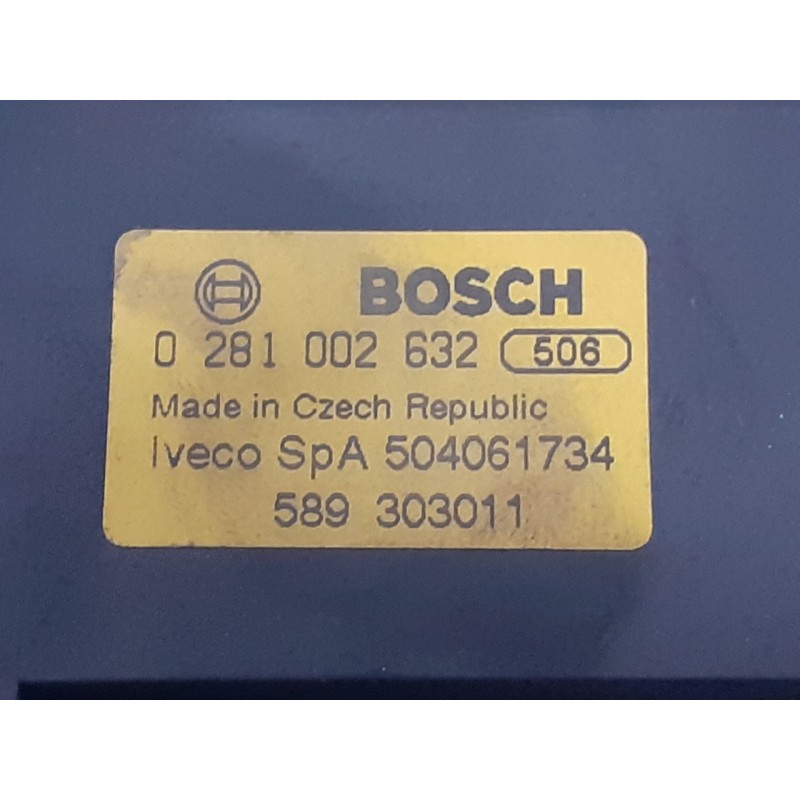 BOSCH
0 281 002 632 506
Made in Czech Republic
Iveco SpA 504061734
589 303011